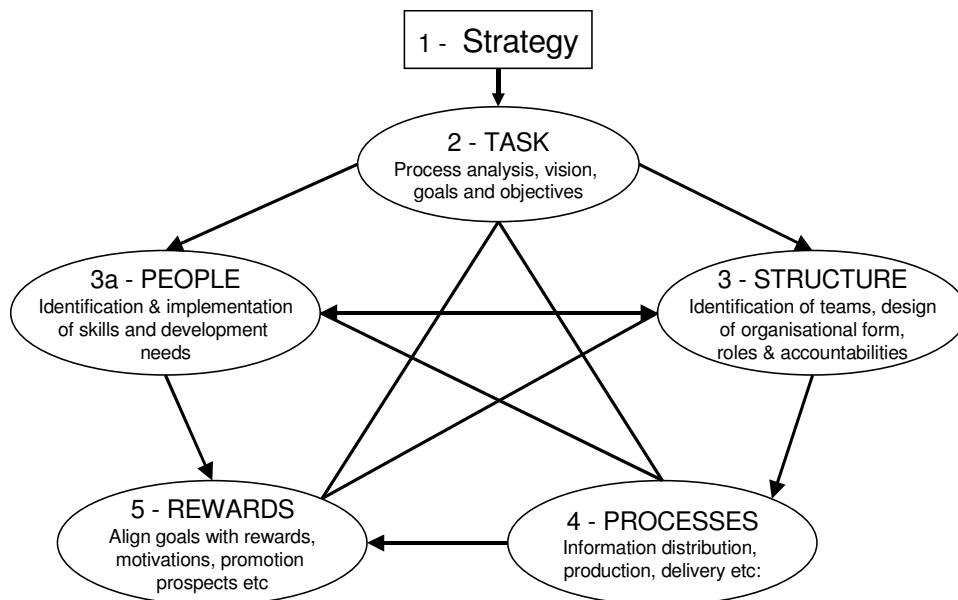 1 - Strategy
2 - TASK
Process analysis, vision,
goals and objectives
3a - PEOPLE
Identification & implementation
of skills and development
needs
3 - STRUCTURE
Identification of teams, design
of organisational form,
roles & accountabilities
5 - REWARDS
Align goals with rewards,
motivations, promotion
prospects etc
4 - PROCESSES
Information distribution,
production, delivery etc: